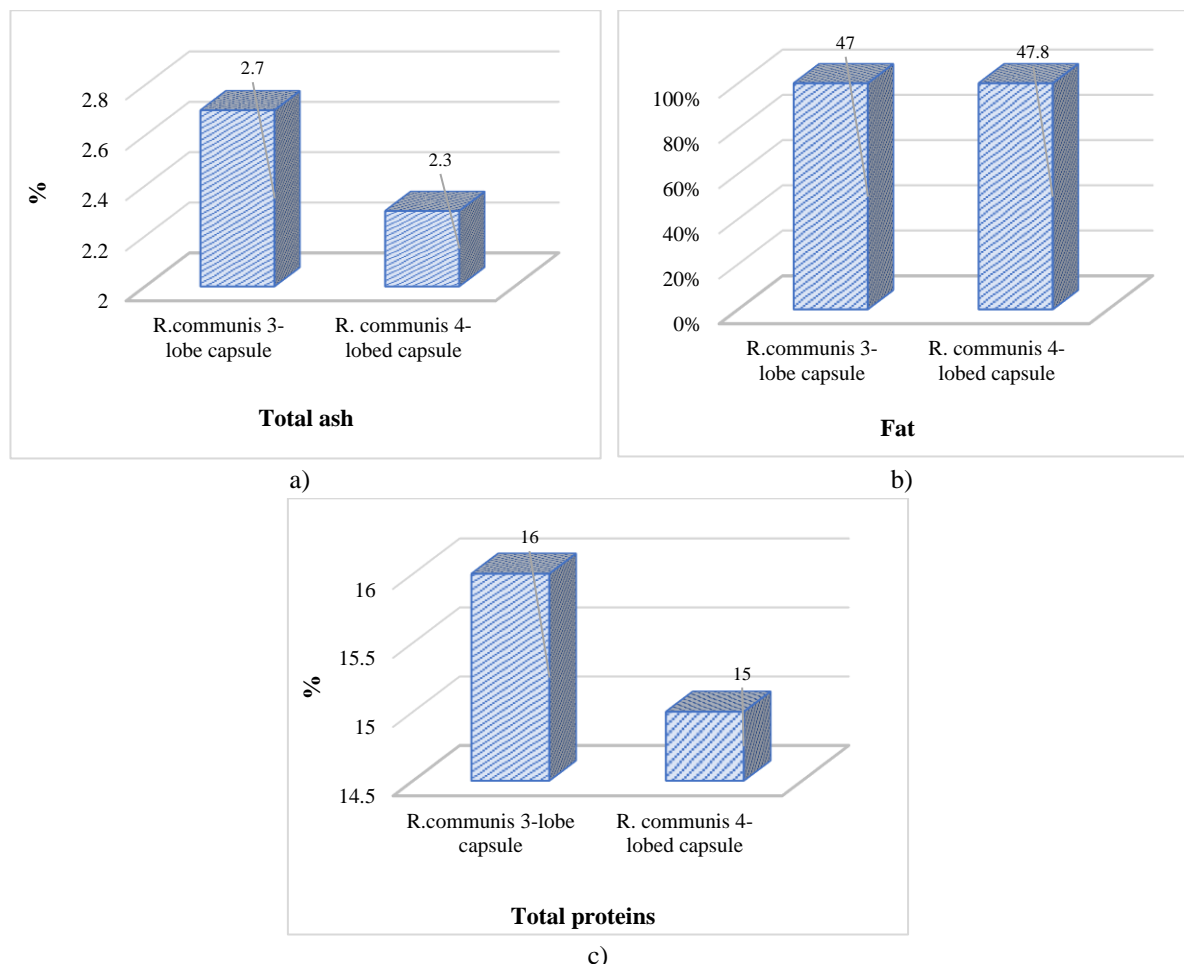 2.7
2.3
2.8
2.6
2.4
2.2
2
%
R.communis 3-
lobe capsule
R. communis 4-
lobed capsule
Total ash
a)
47
47.8
100%
80%
60%
40%
20%
0%
R.communis 3-
lobe capsule
R. communis 4-
lobed capsule
Fat
b)
16
15
16
15.5
15
14.5
%
R.communis 3-lobe
capsule
R. communis 4-
lobed capsule
Total proteins
c)